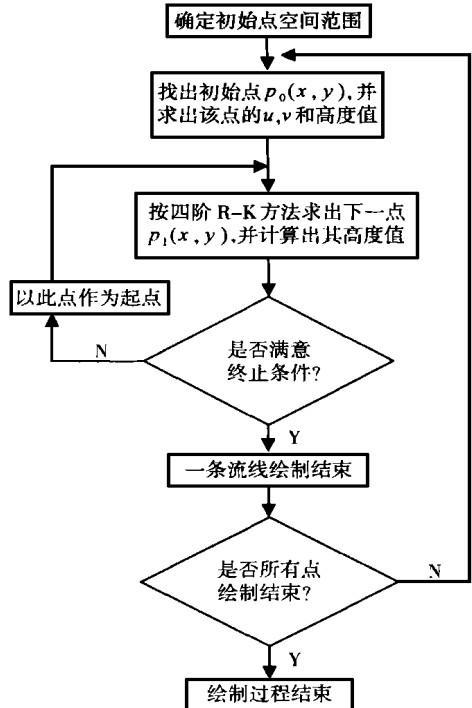 确定初始点空间范围
找出初始点p₀(x,y),并
求出该点的u,v和高度值
按四阶R-K方法求出下一点
p₁(x,y),并计算出其高度值
以此点作为起点
N
是否满意
终止条件?
Y
一条流线绘制结束
是否所有点
绘制结束?
N
Y
绘制过程结束